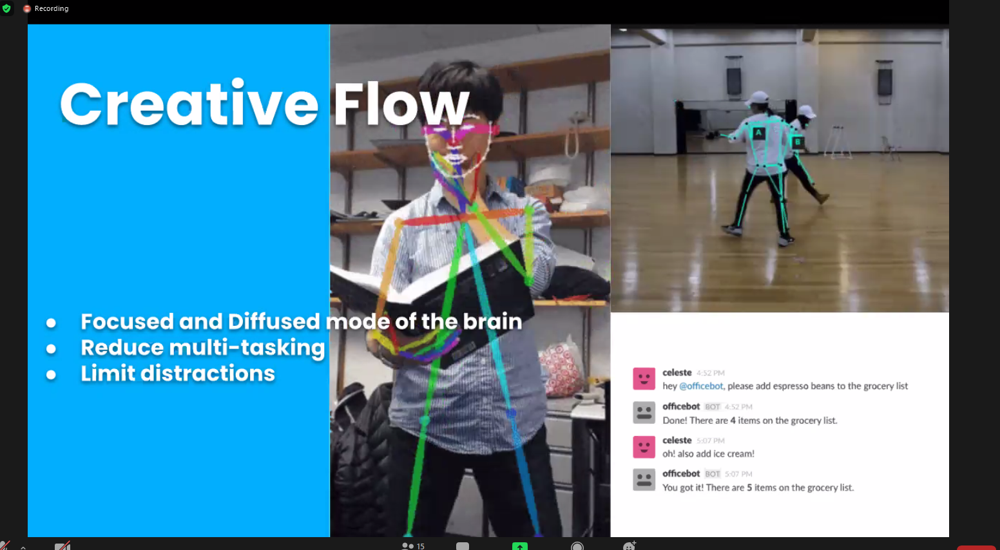 Recording
Creative Flow
● Focused and Diffused mode of the brain
● Reduce multi-tasking
● Limit distractions
A
B
celeste 4:52 PM
hey @officebot, please add espresso beans to the grocery list
officebot BOT 4:52 PM
Done! There are 4 items on the grocery list.
celeste 5:07 PM
oh! also add ice cream!
officebot BOT 5:07 PM
You got it! There are 5 items on the grocery list.
15